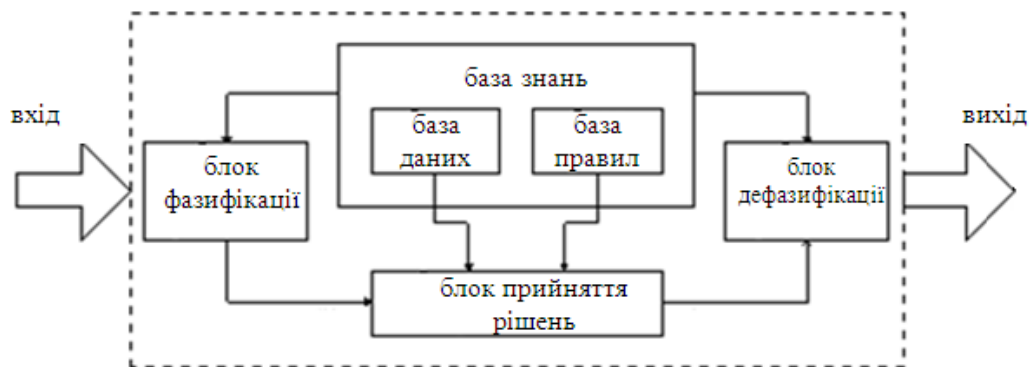 база знань
вхід
вихід
база
даних
база
правил
блок
фазифікації
блок
дефазифікації
блок прийняття
рішень